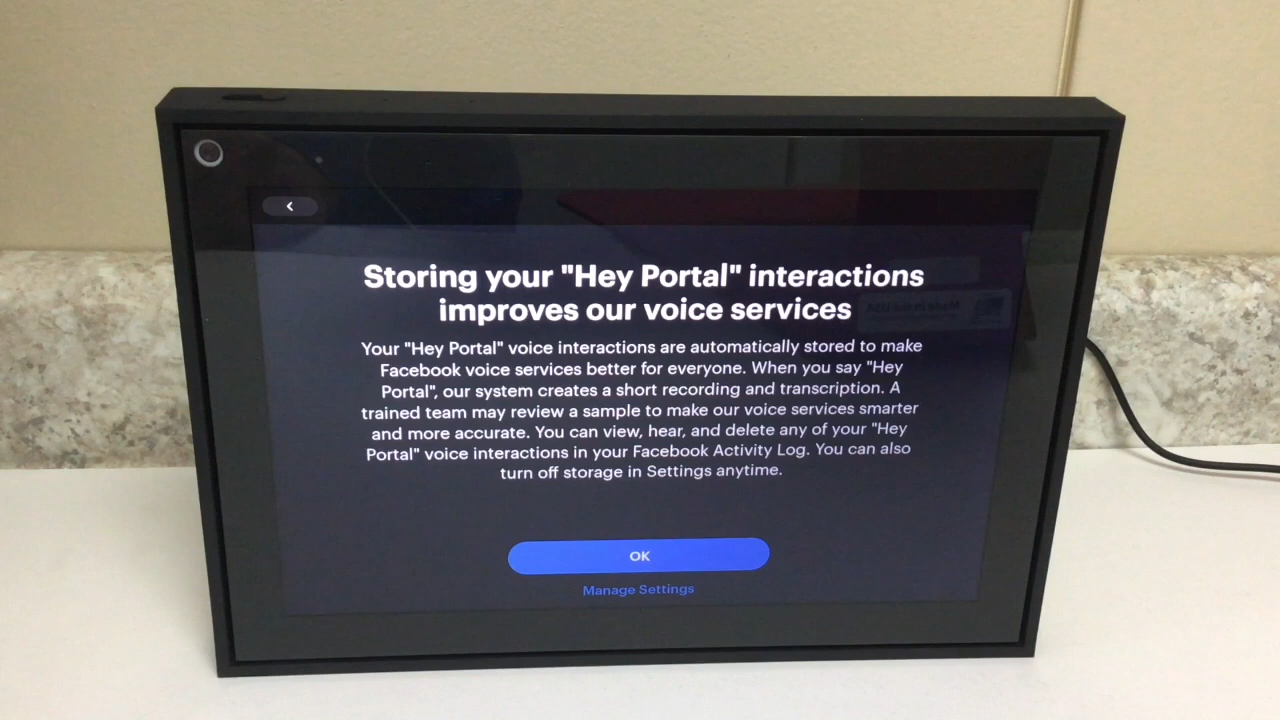 Storing your "Hey Portal" interactions
improves our voice services
Your "Hey Portal" voice interactions are automatically stored to make
Facebook voice services better for everyone. When you say "Hey
Portal", our system creates a short recording and transcription. A
trained team may review a sample to make our voice services smarter
and more accurate. You can view, hear, and delete any of your "Hey
Portal" voice interactions in your Facebook Activity Log. You can also
turn off storage in Settings anytime.
OK
Manage Settings